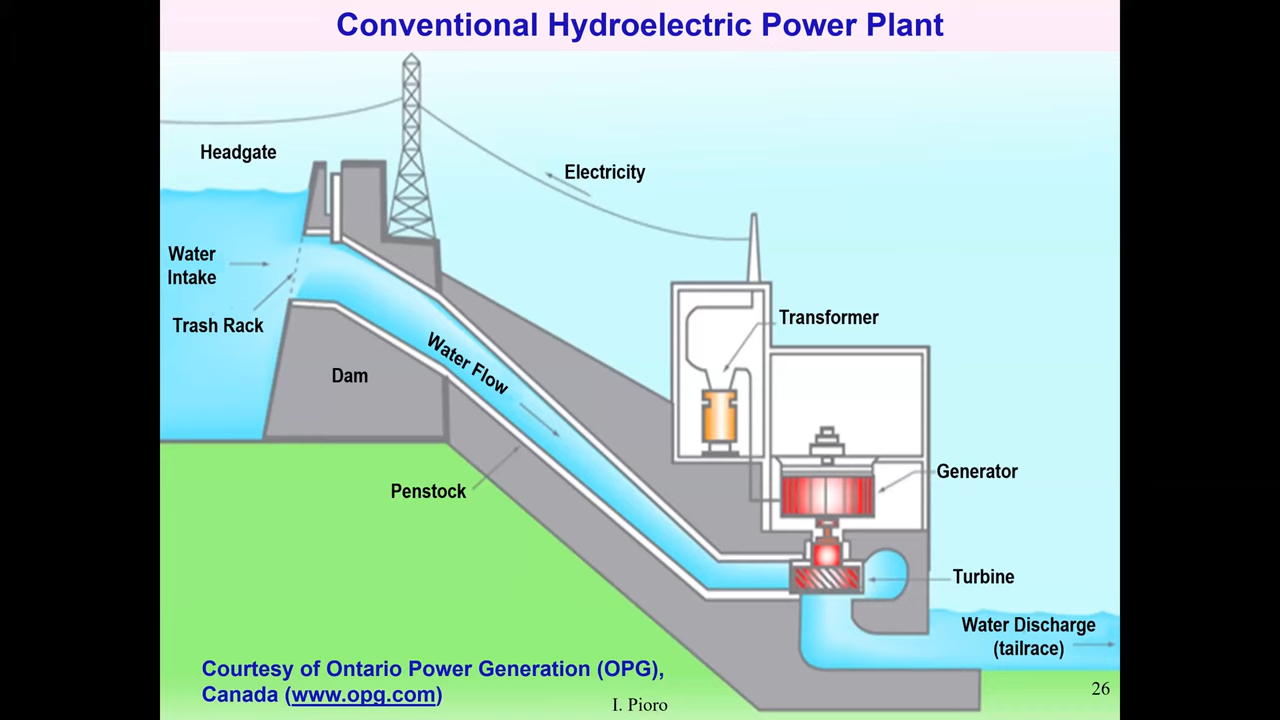 Conventional Hydroelectric Power Plant
Headgate
Electricity
Water
Intake
Trash Rack
Transformer
Water Flow
Dam
Generator
Penstock
Turbine
Water Discharge
(tailrace)
Courtesy of Ontario Power Generation (OPG),
Canada (www.opg.com)
I. Pioro
26